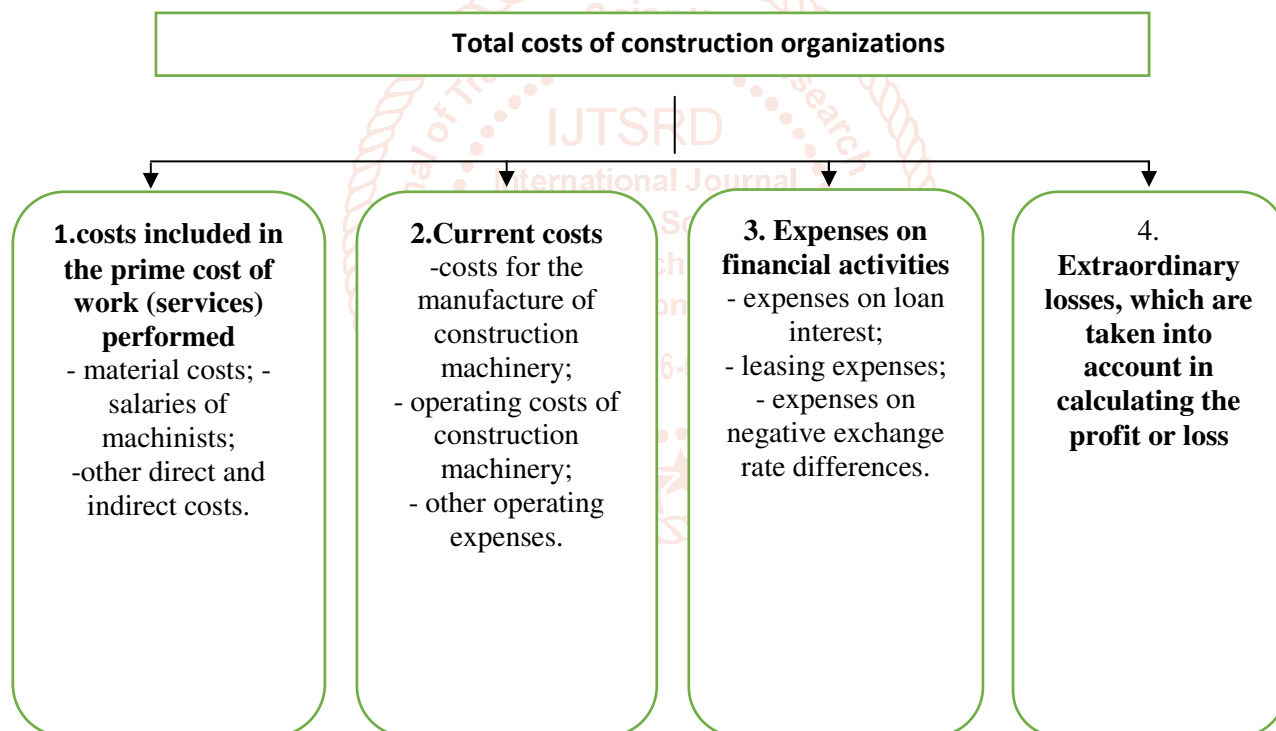 Total costs of construction organizations
IJTSRD
International Journal
1.costs included in
the prime cost of
work (services)
performed
- material costs; -
salaries of
machinists;
-other direct and
indirect costs.
2.Current costs
-costs for the
manufacture of
construction
machinery;
- operating costs of
construction
machinery;
- other operating
expenses.
3. Expenses on
financial activities
- expenses on loan
interest;
- leasing expenses;
- expenses on
negative exchange
rate differences.
4.
Extraordinary
losses, which are
taken into
account in
calculating the
profit or loss